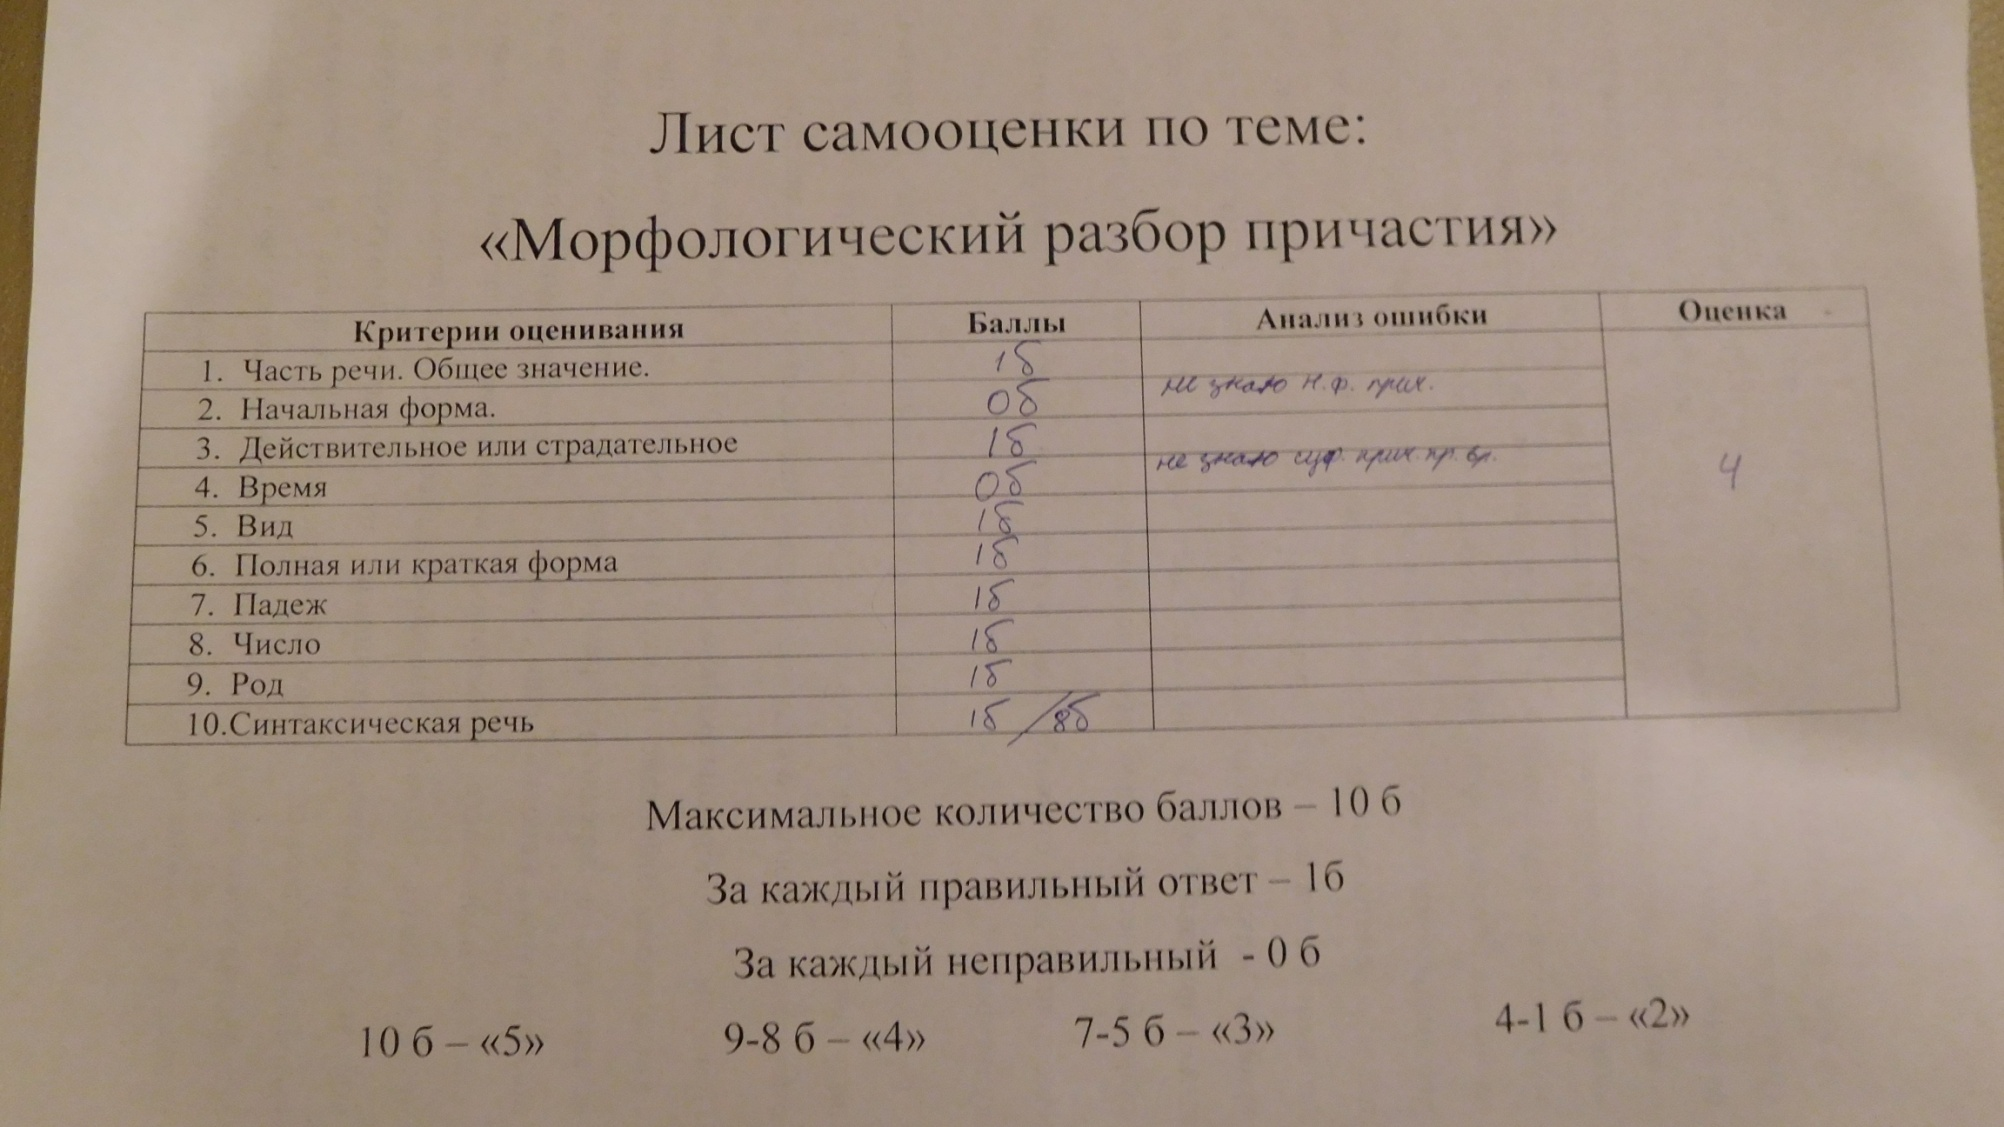 Лист самооценки по теме:
«Морфологический разбор причастия»
Критерии оценивания Баллы Анализ ошибки Оценка
1. Часть речи. Общее значение. 1б
2. Начальная форма. 0б не знаю н.ф. прич.
3. Действительное или страдательное 1б
4. Время 0б не знаю суф. прич. пр. вр.
5. Вид 1б
6. Полная или краткая форма 1б
7. Падеж 1б
8. Число 1б
9. Род 1б
10.Синтаксическая речь 1б /8б
4
Максимальное количество баллов – 10 б
За каждый правильный ответ – 1б
За каждый неправильный - 0 б
10 б – «5» 9-8 б – «4» 7-5 б – «3» 4-1 б – «2»